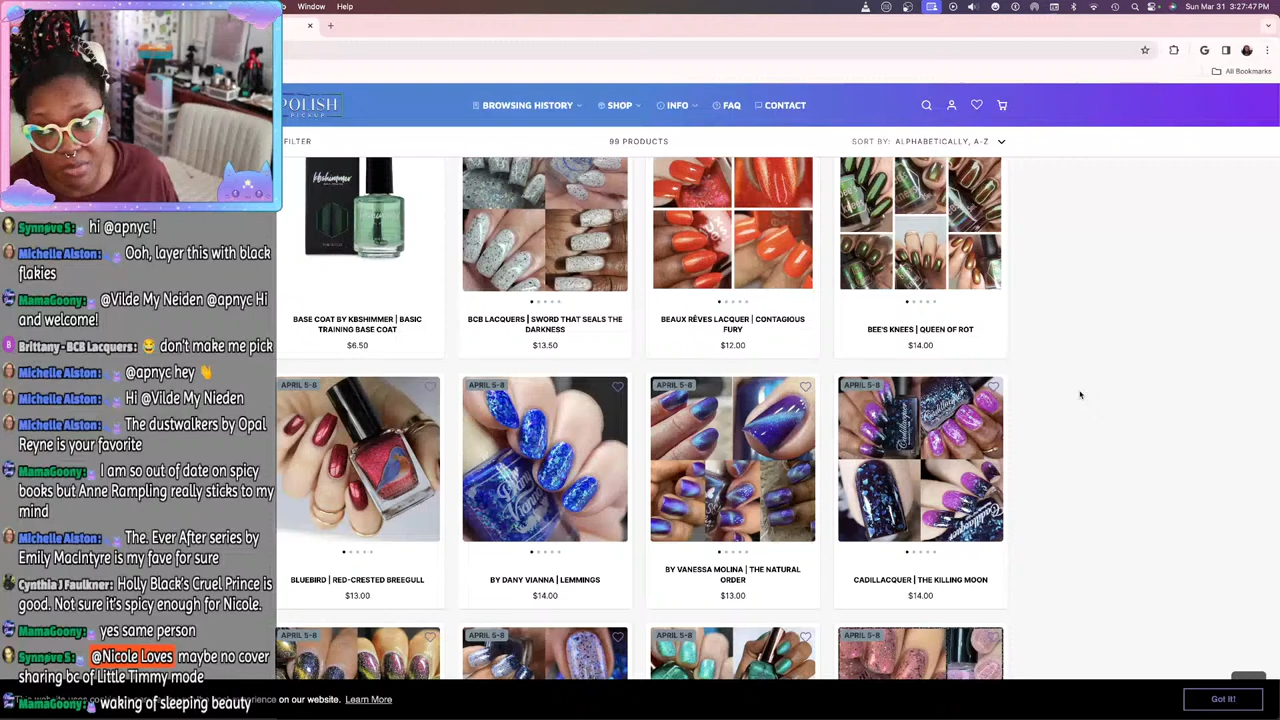 Window Help
Sun Mar 31 3:27:47 PM
All Bookmarks
POLISH
PICKUP
BROWSING HISTORY SHOP INFO FAQ CONTACT
FILTER 99 PRODUCTS SORT BY: ALPHABETICALLY, A-Z
Synnøve S: hi @apnyc !
Michelle Alston: Ooh, layer this with black
flakies
MamaGoony: @Vilde My Neiden @apnyc Hi
and welcome!
B Brittany - BCB Lacquers: 😂 don't make me pick
Michelle Alston: @apnyc hey 👋
Michelle Alston: Hi @Vilde My Nieden
Michelle Alston: The dustwalkers by Opal
Reyne is your favorite
MamaGoony: I am so out of date on spicy
books but Anne Rampling really sticks to my
mind
Michelle Alston: The. Ever After series by
Emily MacIntyre is my fave for sure
Cynthia J Faulkner: Holly Black's Cruel Prince is
good. Not sure it's spicy enough for Nicole.
MamaGoony: yes same person
Synnøve S: @Nicole Loves maybe no cover
sharing bc of Little Timmy mode
MamaGoony: waking of sleeping beauty
kbshimmer
BASE COAT BY KBSHIMMER | BASIC
TRAINING BASE COAT
$6.50
BCB LACQUERS | SWORD THAT SEALS THE
DARKNESS
$13.50
BEAUX RÊVES LACQUER | CONTAGIOUS
FURY
$12.00
BEE'S KNEES | QUEEN OF ROT
$14.00
APRIL 5-8
BLUEBIRD | RED-CRESTED BREEGULL
$13.00
APRIL 5-8
BY DANY VIANNA | LEMMINGS
$14.00
APRIL 5-8
BY VANESSA MOLINA | THE NATURAL
ORDER
$13.00
APRIL 5-8
Cadillacquer
CADILLACQUER | THE KILLING MOON
$14.00
APRIL 5-8
APRIL 5-8
APRIL 5-8
APRIL 5-8
on our website. Learn More
Got It!